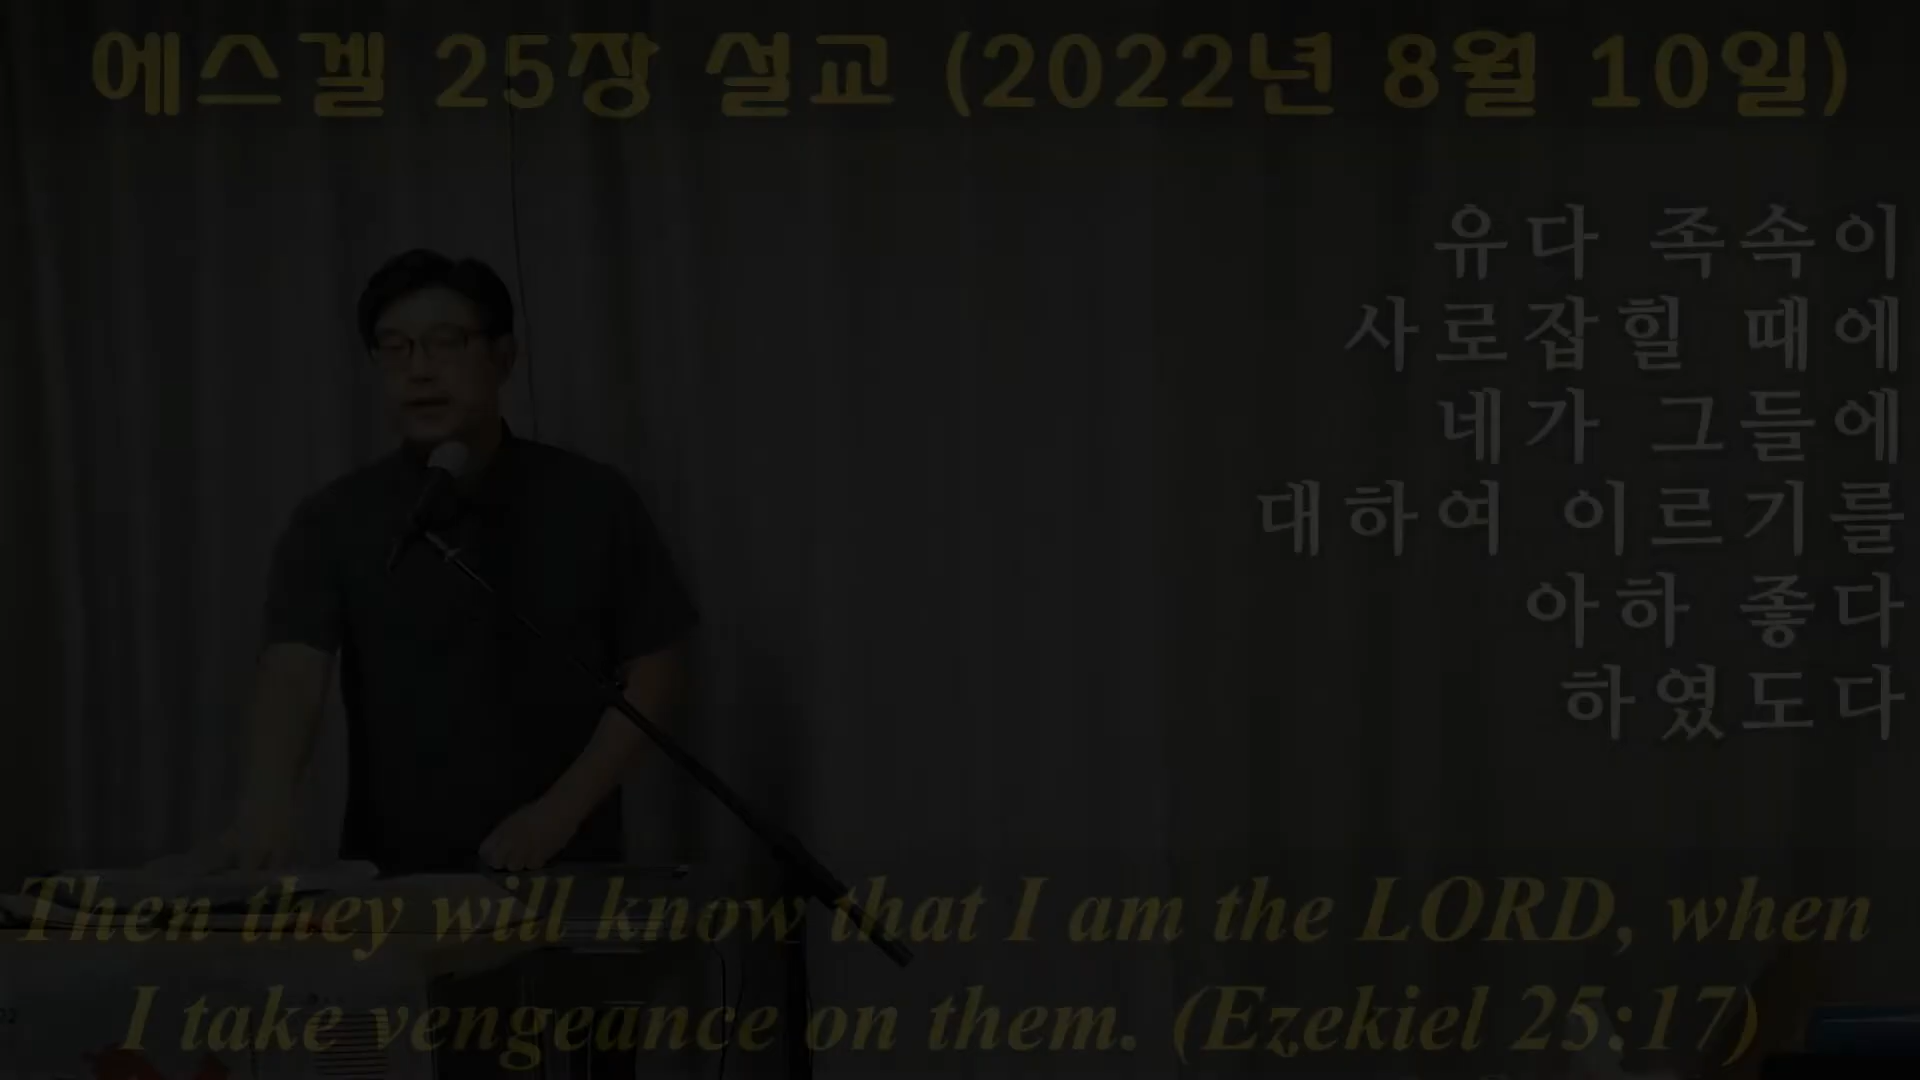 에스겔 25장 설교 (2022년 8월 10일)
유다 족속이
사로잡힐 때에
네가 그들에
대하여 이르기를
아하 좋다
하였도다
Then they will know that I am the LORD, when
I take vengeance on them. (Ezekiel 25:17)